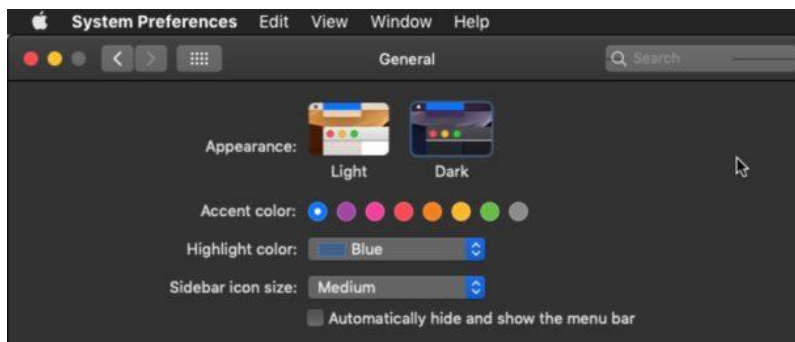 System Preferences Edit View Window Help
General
Search
Appearance:
Light Dark
Accent color:
Highlight color: Blue
Sidebar icon size: Medium
Automatically hide and show the menu bar